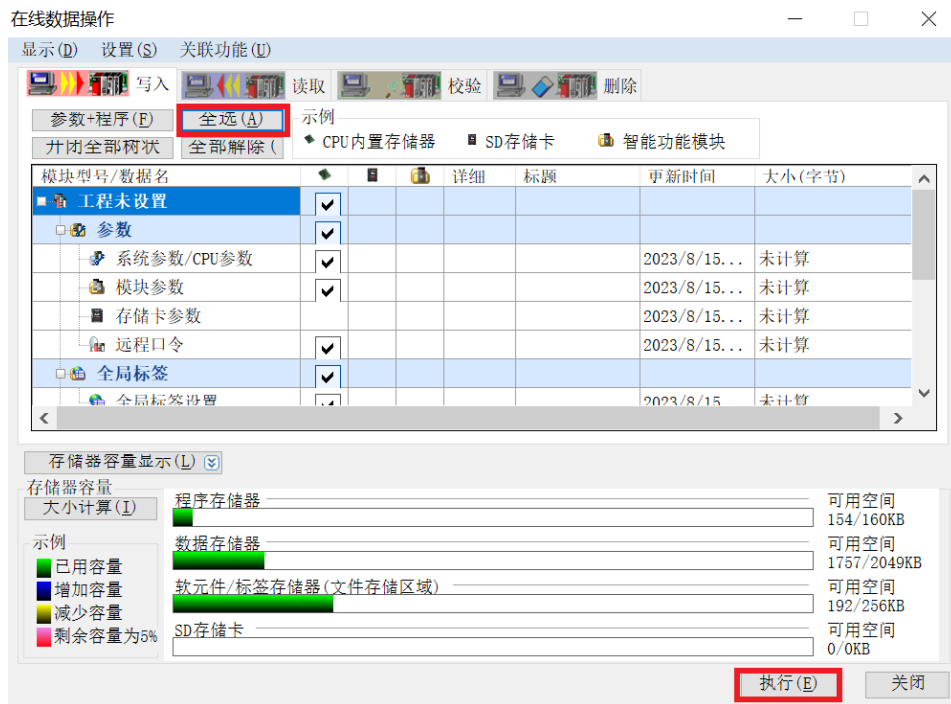 在线数据操作
显示(D) 设置(S) 关联功能(U)
写入 读取 校验 删除
参数+程序(F) 全选(A) 示例
开闭全部树状 全部解除( CPU内置存储器 SD存储卡 智能功能模块
模块型号/数据名 详细 标题 更新时间 大小(字节)
工程未设置
参数
系统参数/CPU参数 2023/8/15... 未计算
模块参数 2023/8/15... 未计算
存储卡参数 2023/8/15... 未计算
远程口令 2023/8/15... 未计算
全局标签
全局标签设置 2023/8/15 未计算
存储器容量显示(L)
存储器容量
大小计算(I) 程序存储器 可用空间
154/160KB
示例 数据存储器 可用空间
已用容量 1757/2049KB
增加容量 软元件/标签存储器(文件存储区域) 可用空间
减少容量 192/256KB
剩余容量为5% SD存储卡 可用空间
0/0KB
执行(E) 关闭